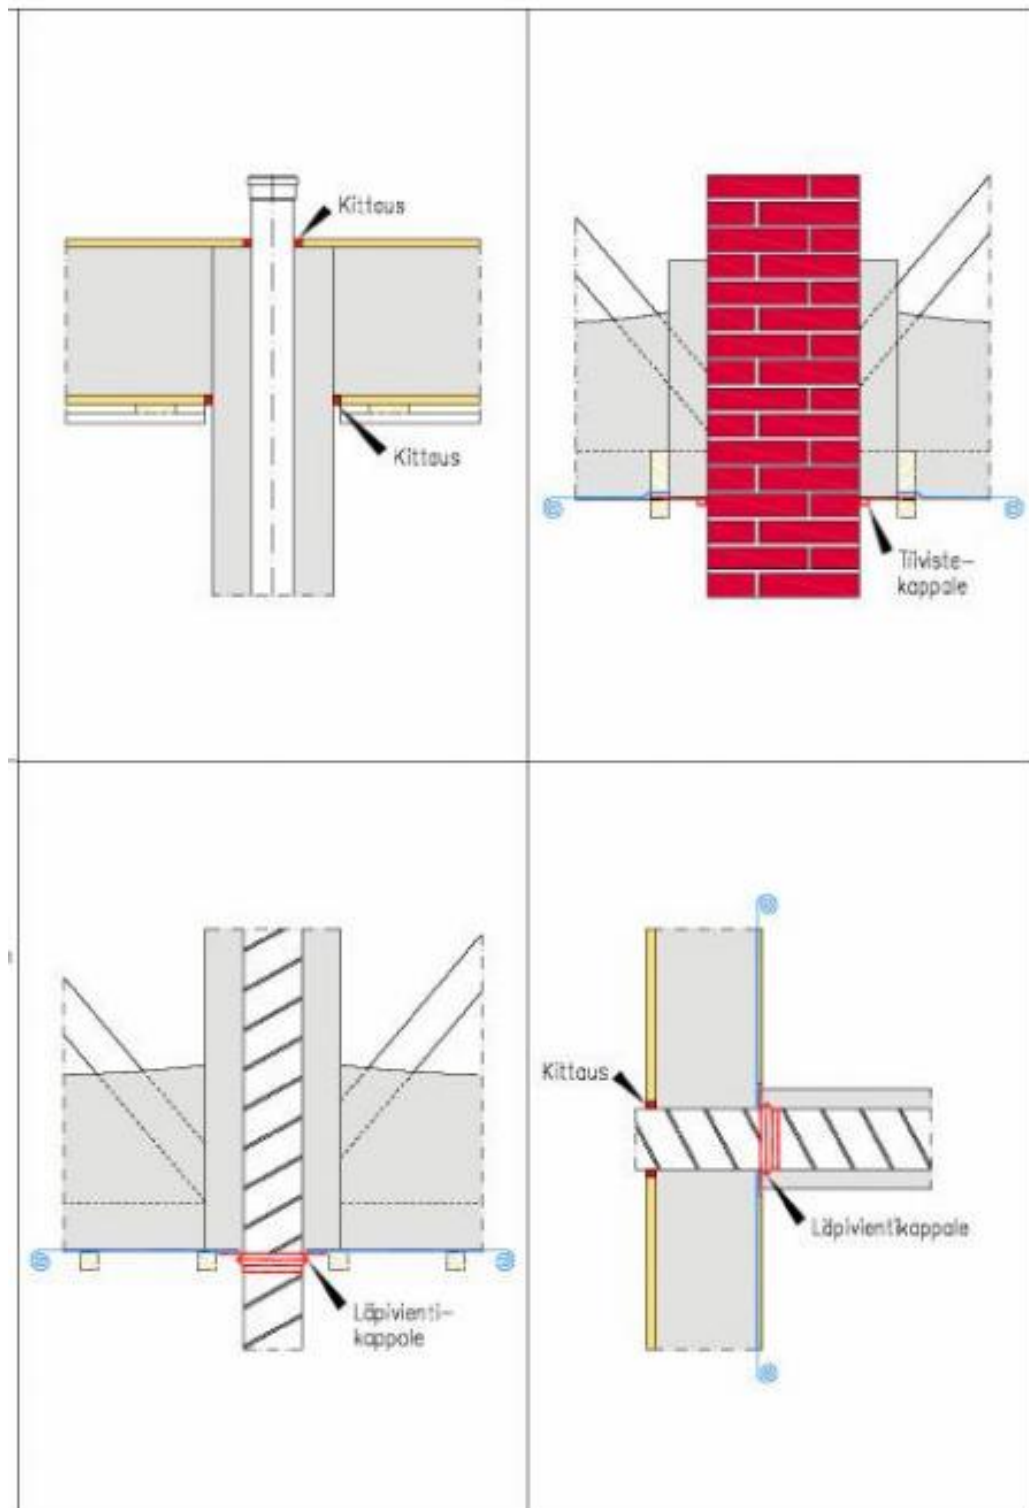 Kittaus
Kittaus
Tiiviste-
kappale
Läpivienti-
kappale
Kittaus
Läpivientikappale